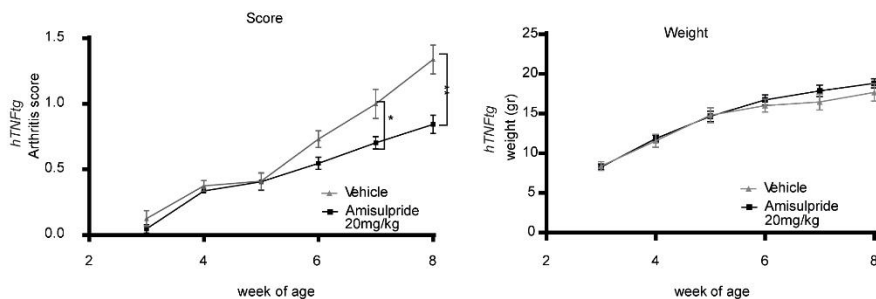 Score
hTNFtg
Arthritis score
1.5
1.0
0.5
0.0
*
**
Vehicle
Amisulpride
20mg/kg
2
4
6
8
week of age
Weight
hTNFtg
weight (gr)
25
20
15
10
5
0
Vehicle
Amisulpride
20mg/kg
2
4
6
8
week of age